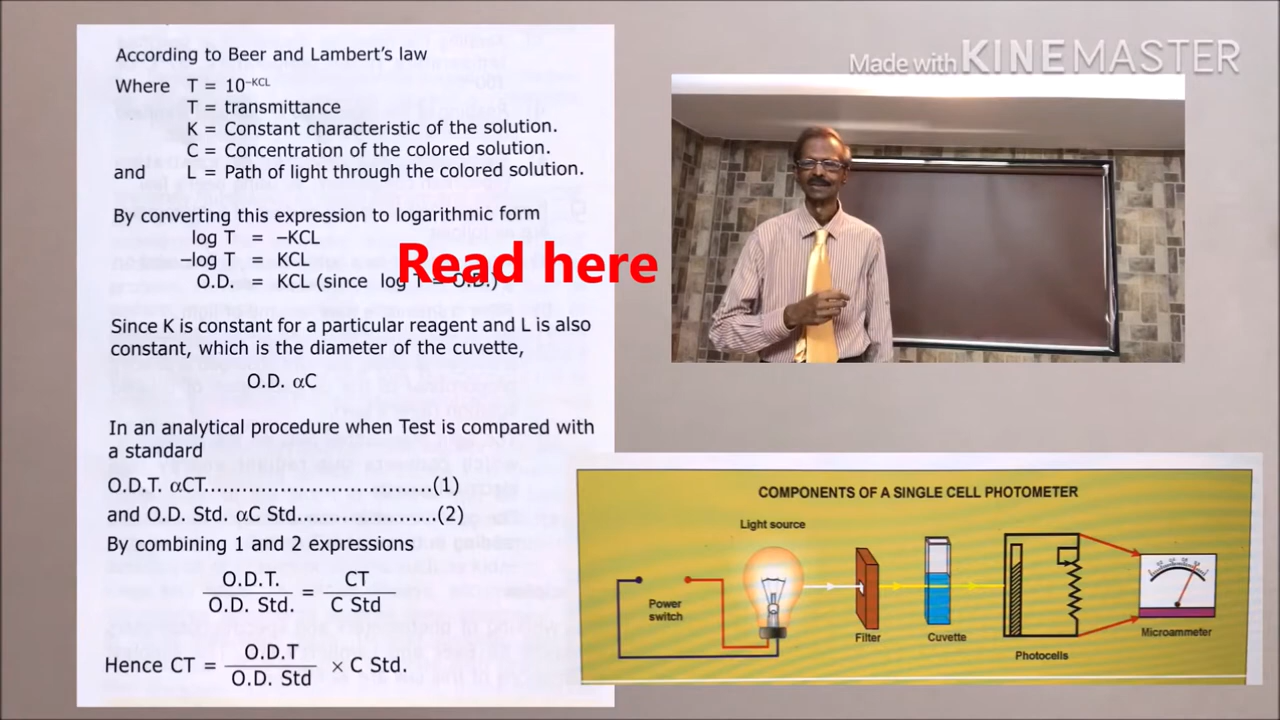 According to Beer and Lambert's law
Where T = 10⁻ᴷᶜᴸ
T = transmittance
K = Constant characteristic of the solution.
C = Concentration of the colored solution.
and L = Path of light through the colored solution.
By converting this expression to logarithmic form
log T = –KCL
–log T = KCL
O.D. = KCL (since log T = O.D.)
Read here
Since K is constant for a particular reagent and L is also
constant, which is the diameter of the cuvette,
O.D. αC
In an analytical procedure when Test is compared with
a standard
O.D.T. αCT......................................(1)
and O.D. Std. αC Std.......................(2)
By combining 1 and 2 expressions
O.D.T. CT
=
O.D. Std. C Std
O.D.T
Hence CT = × C Std.
O.D. Std
Made with KINEMASTER
COMPONENTS OF A SINGLE CELL PHOTOMETER
Light source
Power
switch
Filter
Cuvette
Photocells
Microammeter